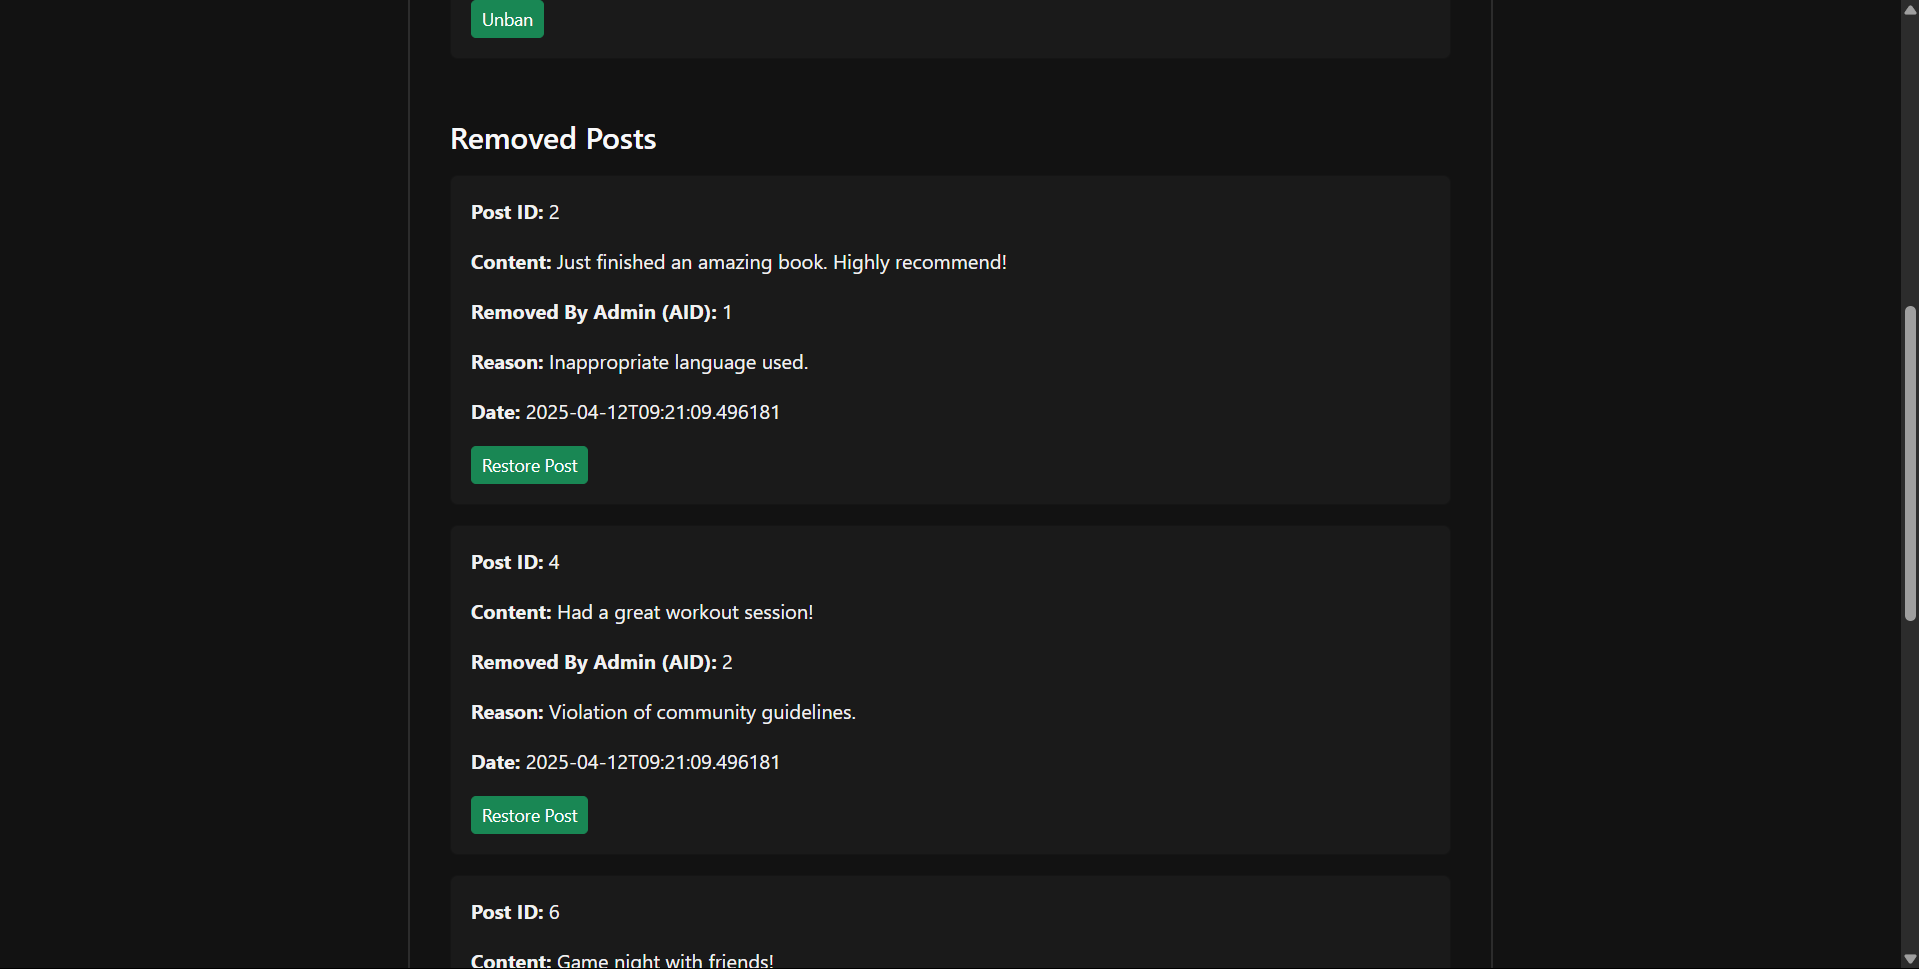 Unban
Removed Posts
Post ID: 2
Content: Just finished an amazing book. Highly recommend!
Removed By Admin (AID): 1
Reason: Inappropriate language used.
Date: 2025-04-12T09:21:09.496181
Restore Post
Post ID: 4
Content: Had a great workout session!
Removed By Admin (AID): 2
Reason: Violation of community guidelines.
Date: 2025-04-12T09:21:09.496181
Restore Post
Post ID: 6
Content: Game night with friends!